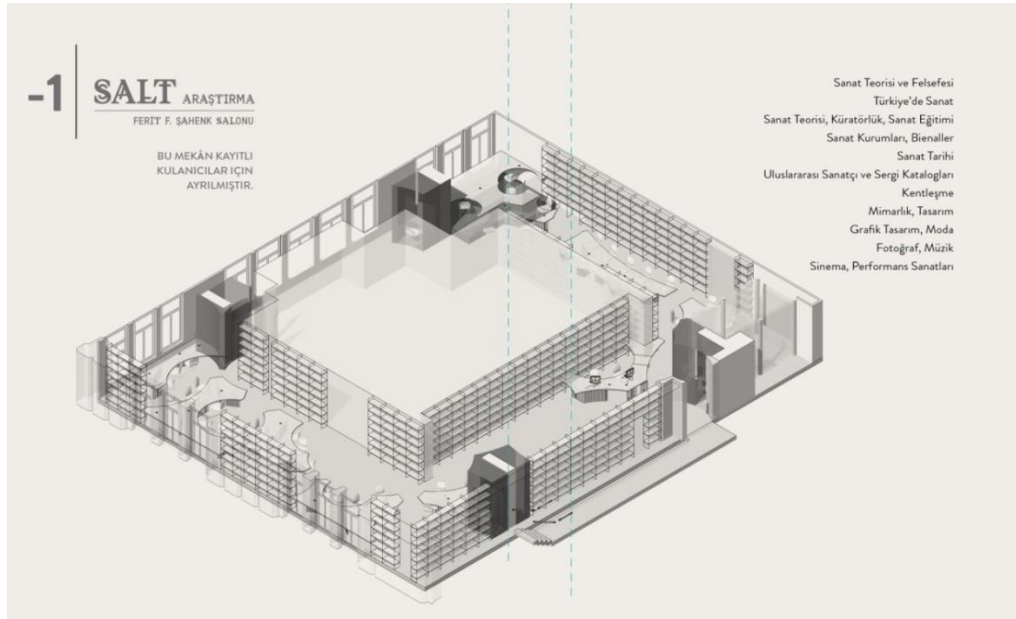 -1
SALT ARAŞTIRMA
FERİT F. ŞAHENK SALONU
BU MEKÂN KAYITLI
KULANICILAR İÇİN
AYRILMIŞTIR.
Sanat Teorisi ve Felsefesi
Türkiye'de Sanat
Sanat Teorisi, Küratörlük, Sanat Eğitimi
Sanat Kurumları, Bienaller
Sanat Tarihi
Uluslararası Sanatçı ve Sergi Katalogları
Kentleşme
Mimarlık, Tasarım
Grafik Tasarım, Moda
Fotoğraf, Müzik
Sinema, Performans Sanatları